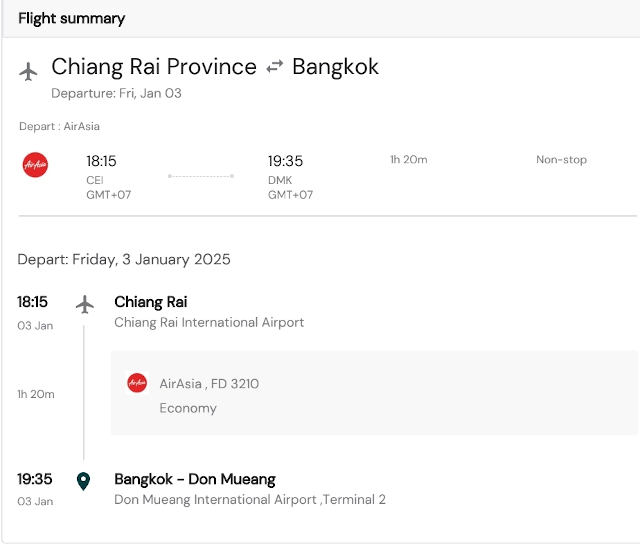 Flight summary
Chiang Rai Province ⇌ Bangkok
Departure: Fri, Jan 03
Depart : AirAsia
AirAsia 18:15 19:35 1h 20m Non-stop
CEI DMK
GMT+07 GMT+07
Depart: Friday, 3 January 2025
18:15 Chiang Rai
03 Jan Chiang Rai International Airport
AirAsia AirAsia , FD 3210
1h 20m
Economy
19:35 Bangkok - Don Mueang
03 Jan Don Mueang International Airport ,Terminal 2